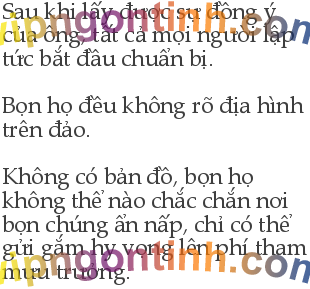 Sau khi lấy được sự đồng ý
của ông, tất cả mọi người lập
tức bắt đầu chuẩn bị.
Bọn họ đều không rõ địa hình
trên đảo.
Không có bản đồ, bọn họ
không thể nào chắc chắn nơi
bọn chúng ẩn nấp, chỉ có thể
gửi gắm hy vọng lên phí tham
mưu trưởng.